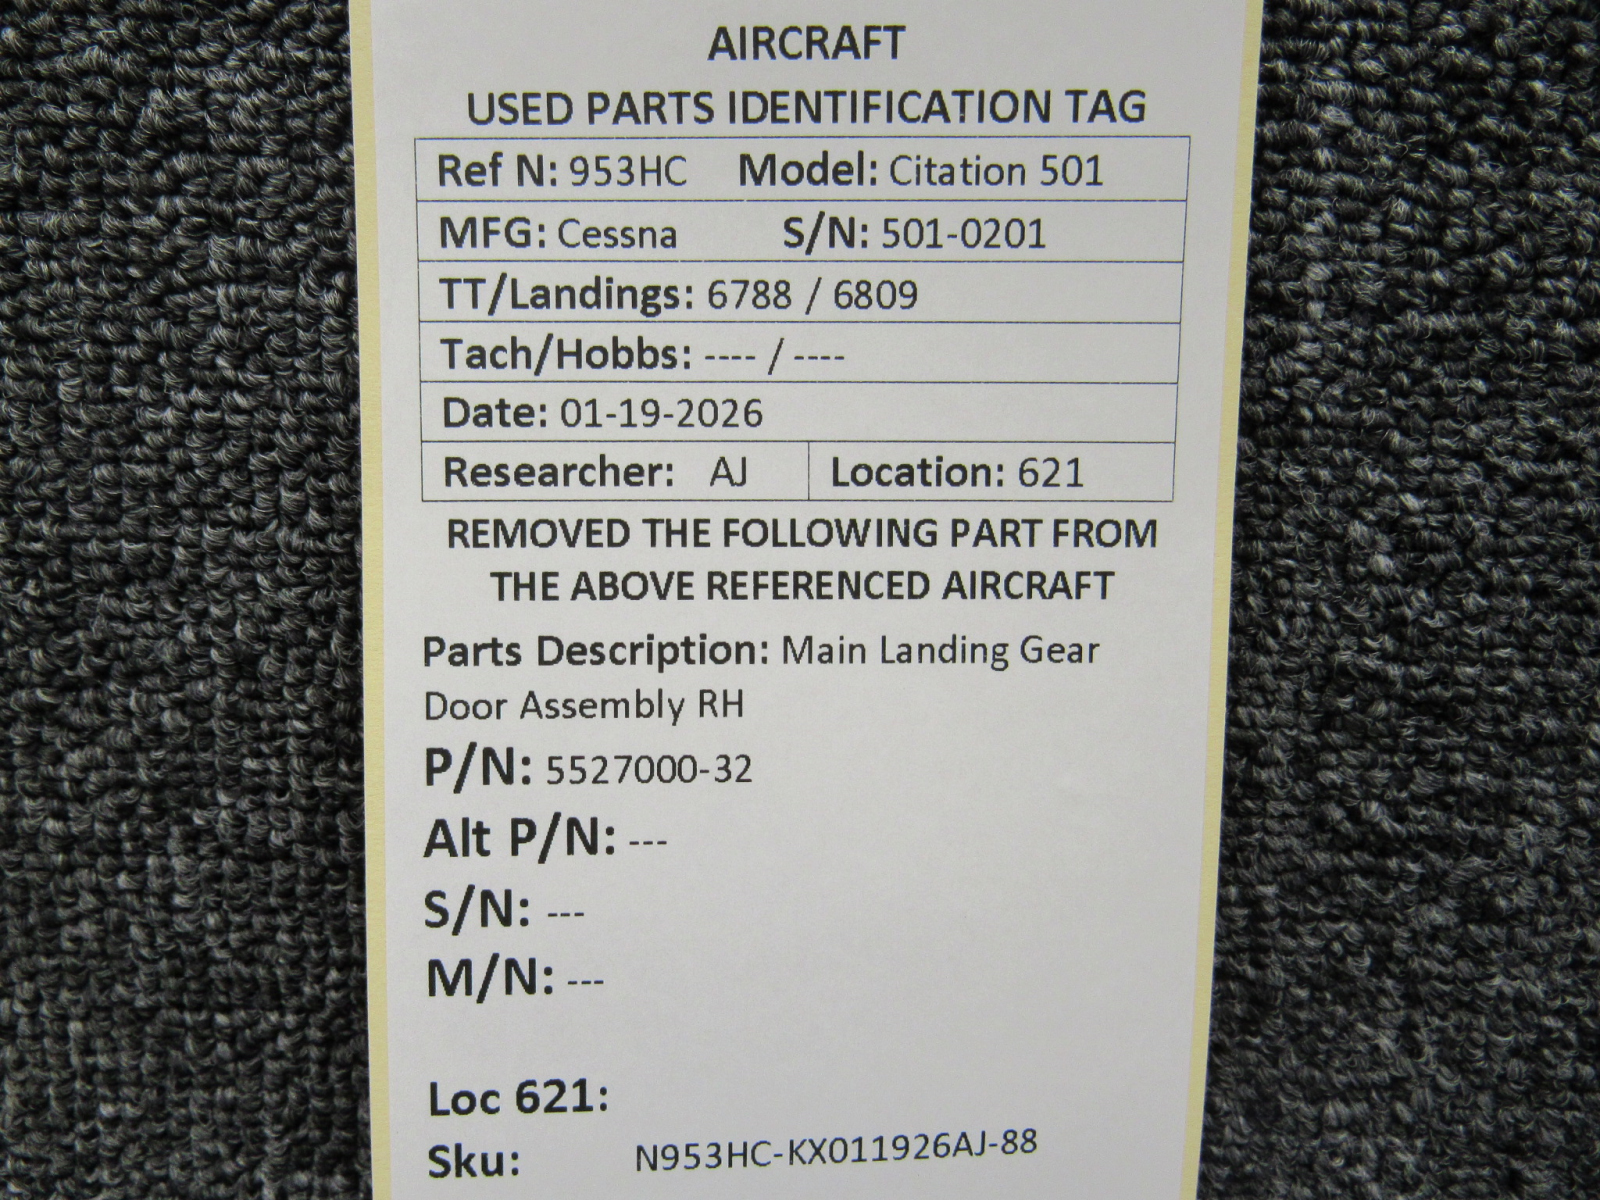 AIRCRAFT
USED PARTS IDENTIFICATION TAG
Ref N: 953HC Model: Citation 501
MFG: Cessna S/N: 501-0201
TT/Landings: 6788 / 6809
Tach/Hobbs: ---- / ----
Date: 01-19-2026
Researcher: AJ Location: 621
REMOVED THE FOLLOWING PART FROM
THE ABOVE REFERENCED AIRCRAFT
Parts Description: Main Landing Gear
Door Assembly RH
P/N: 5527000-32
Alt P/N: ---
S/N: ---
M/N: ---
Loc 621:
Sku: N953HC-KX011926AJ-88